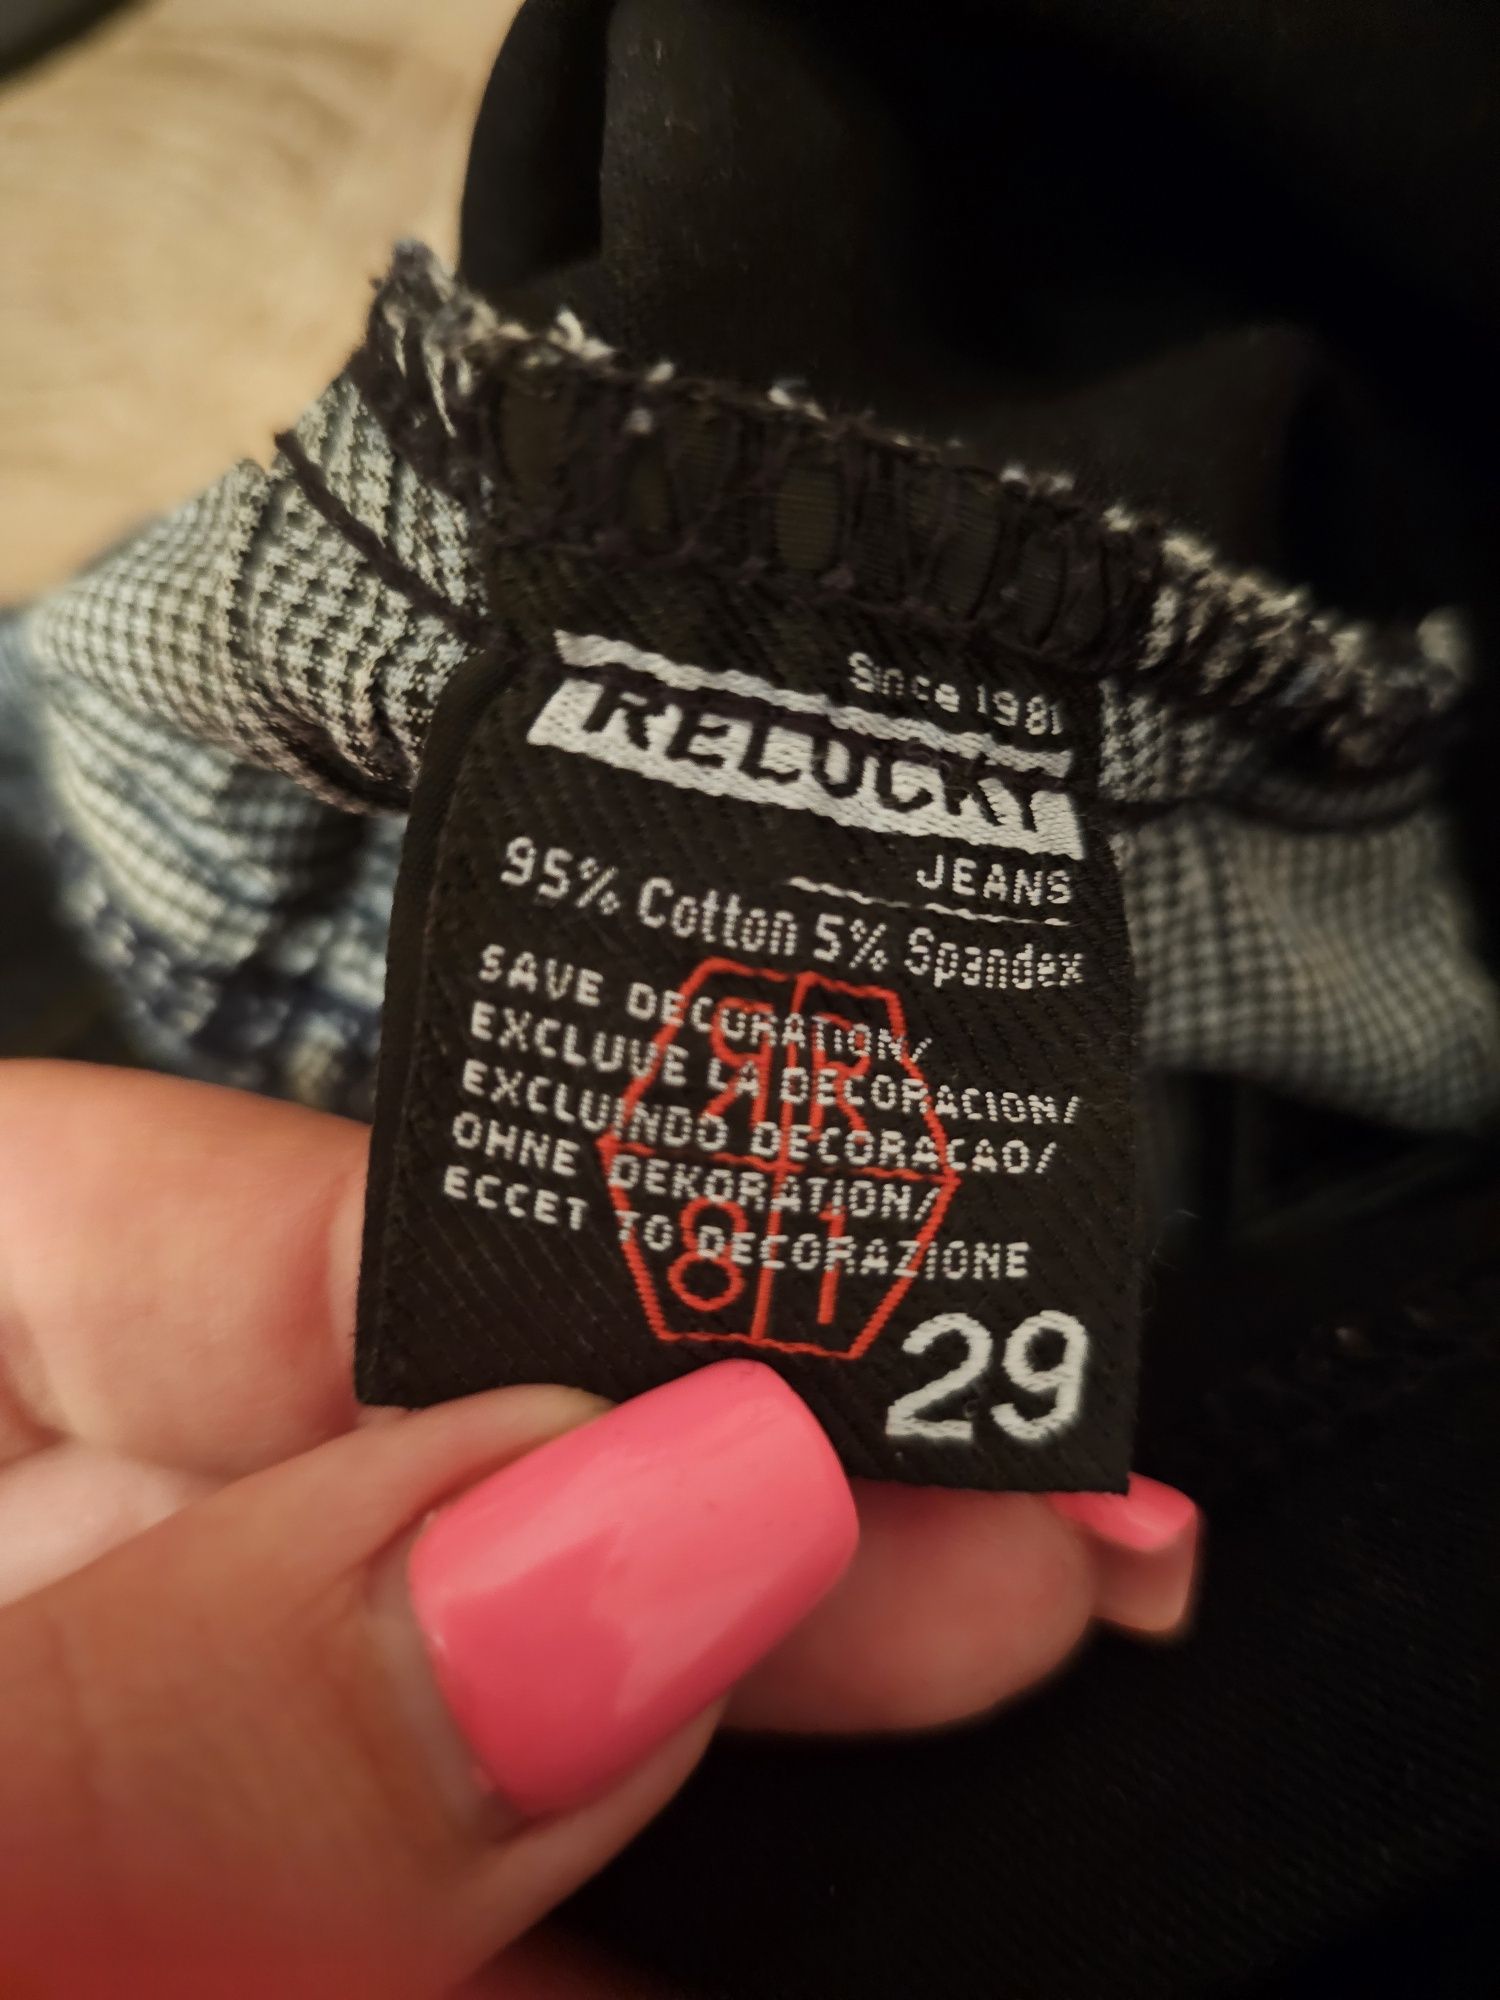 Since 1981
RELUCKY
JEANS
95% Cotton 5% Spandex
SAVE DECORATION/
EXCLUVE LA DECORACION/
EXCLUINDO DECORACAO/
OHNE DEKORATION/
ECCET TO DECORAZIONE
RR
81
29